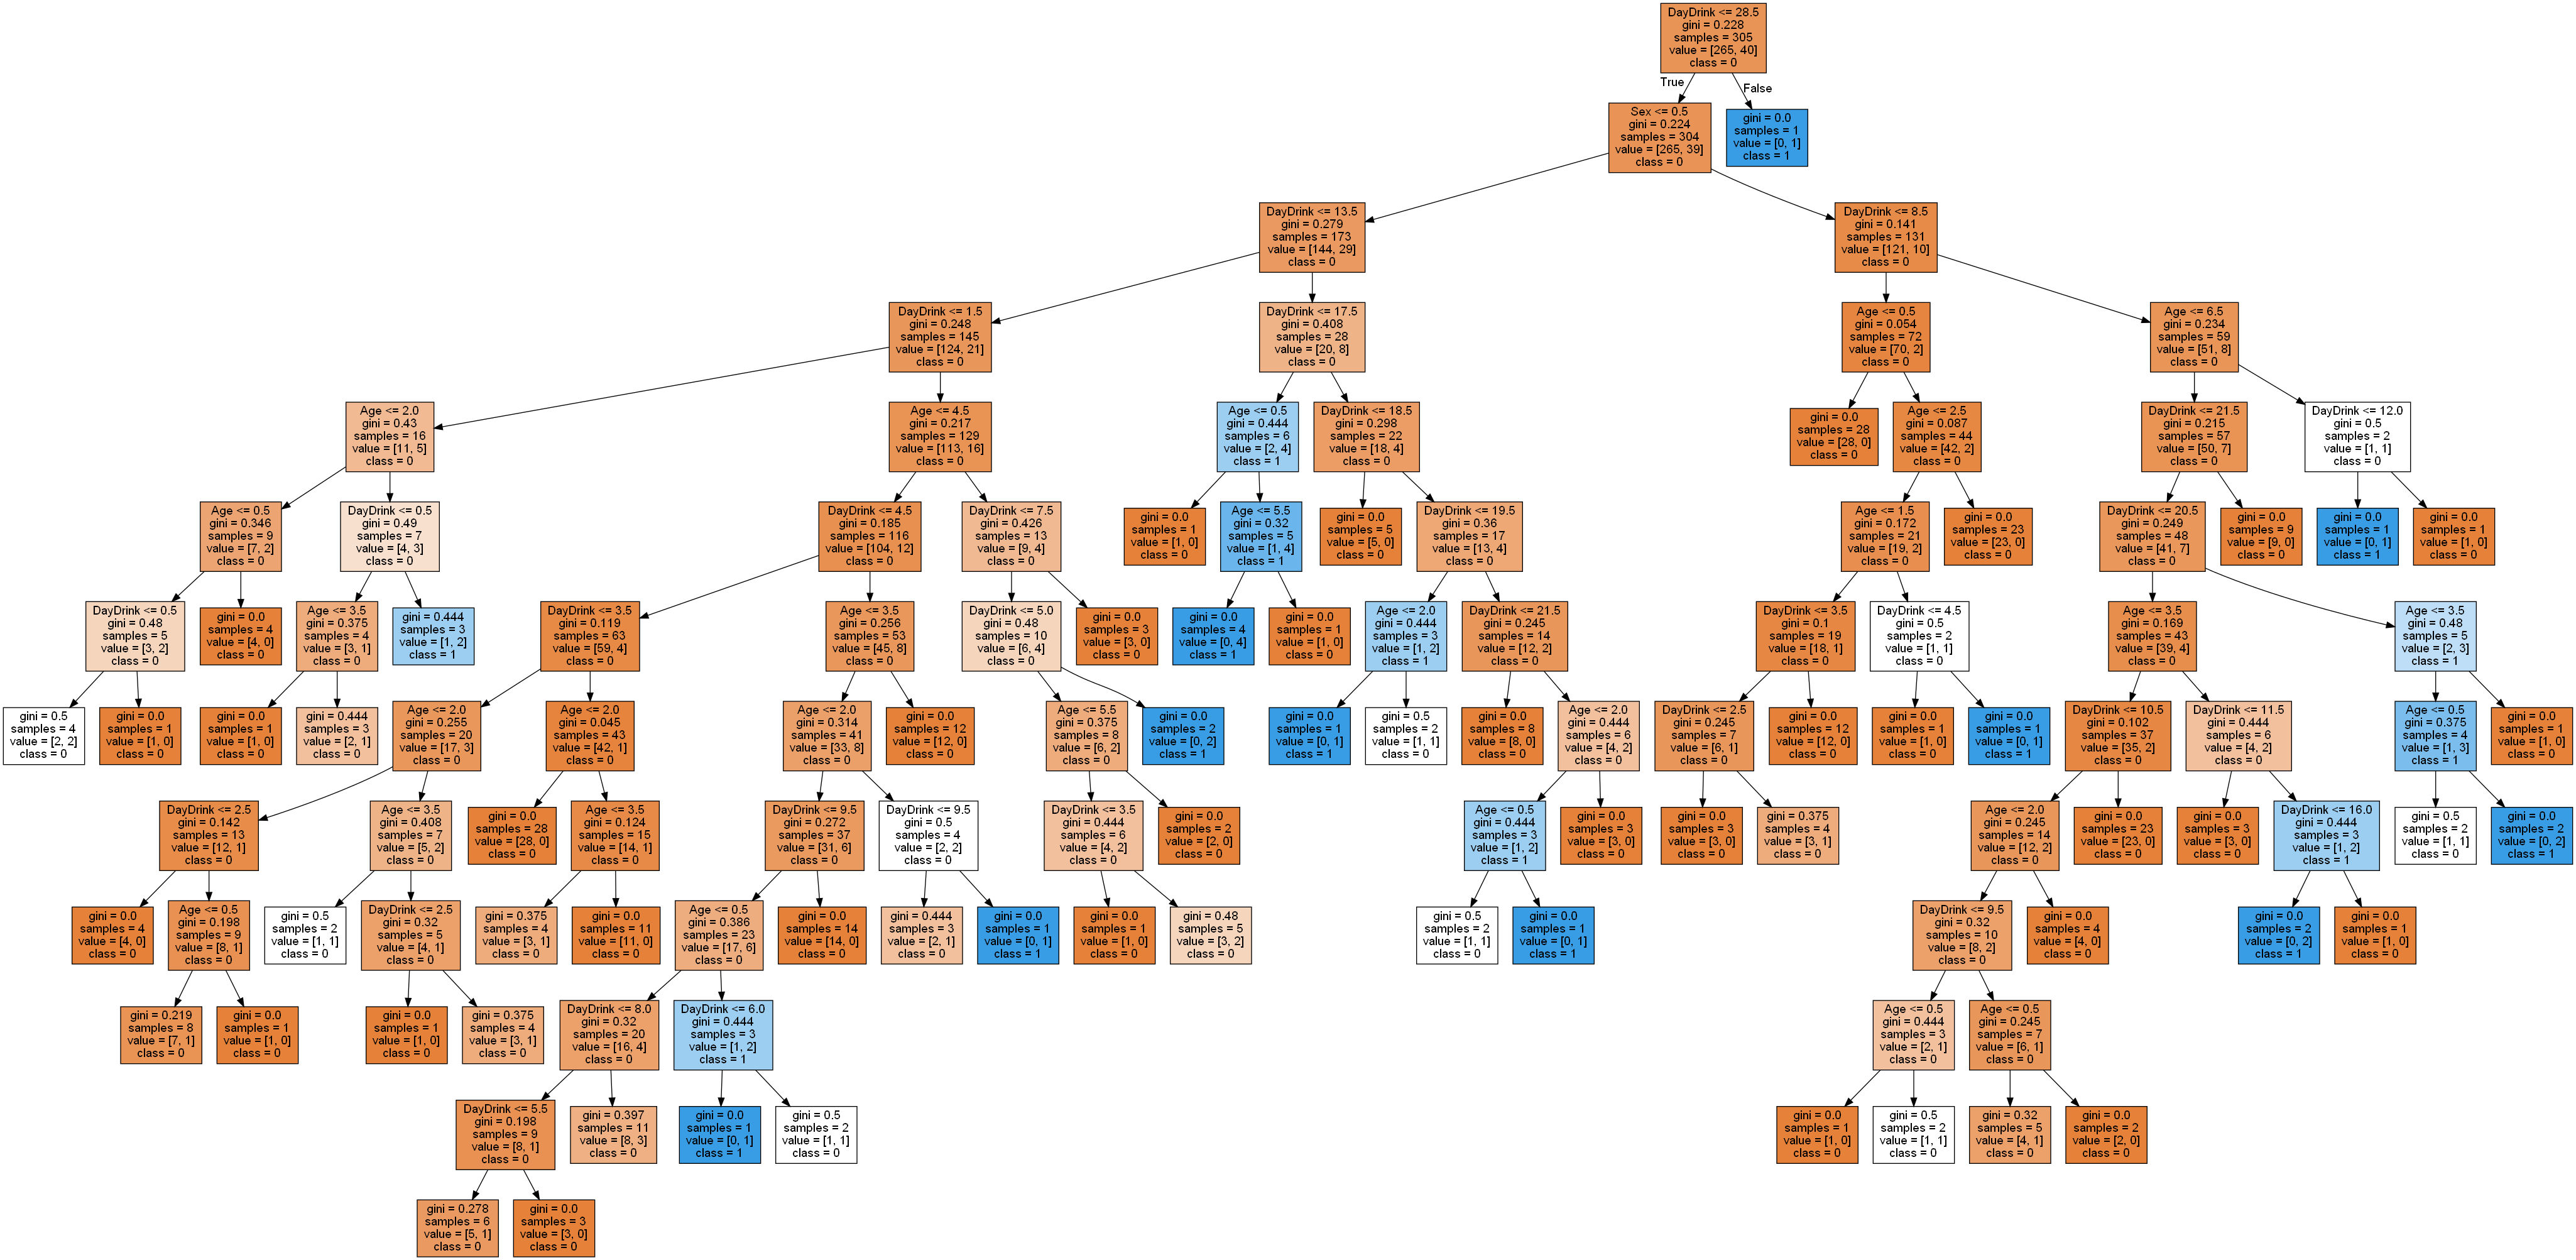 DayDrink <= 28.5
gini = 0.228
samples = 305
value = [265, 40]
class = 0
True
False
Sex <= 0.5
gini = 0.224
samples = 304
value = [265, 39]
class = 0
gini = 0.0
samples = 1
value = [0, 1]
class = 1
DayDrink <= 13.5
gini = 0.279
samples = 173
value = [144, 29]
class = 0
DayDrink <= 8.5
gini = 0.141
samples = 131
value = [121, 10]
class = 0
DayDrink <= 1.5
gini = 0.248
samples = 145
value = [124, 21]
class = 0
DayDrink <= 17.5
gini = 0.408
samples = 28
value = [20, 8]
class = 0
Age <= 0.5
gini = 0.054
samples = 72
value = [70, 2]
class = 0
Age <= 6.5
gini = 0.234
samples = 59
value = [51, 8]
class = 0
Age <= 2.0
gini = 0.43
samples = 16
value = [11, 5]
class = 0
Age <= 4.5
gini = 0.217
samples = 129
value = [113, 16]
class = 0
Age <= 0.5
gini = 0.444
samples = 6
value = [2, 4]
class = 1
DayDrink <= 18.5
gini = 0.298
samples = 22
value = [18, 4]
class = 0
gini = 0.0
samples = 28
value = [28, 0]
class = 0
Age <= 2.5
gini = 0.087
samples = 44
value = [42, 2]
class = 0
DayDrink <= 21.5
gini = 0.215
samples = 57
value = [50, 7]
class = 0
DayDrink <= 12.0
gini = 0.5
samples = 2
value = [1, 1]
class = 0
Age <= 0.5
gini = 0.346
samples = 9
value = [7, 2]
class = 0
DayDrink <= 0.5
gini = 0.49
samples = 7
value = [4, 3]
class = 0
DayDrink <= 4.5
gini = 0.185
samples = 116
value = [104, 12]
class = 0
DayDrink <= 7.5
gini = 0.426
samples = 13
value = [9, 4]
class = 0
gini = 0.0
samples = 1
value = [1, 0]
class = 0
Age <= 5.5
gini = 0.32
samples = 5
value = [1, 4]
class = 1
gini = 0.0
samples = 5
value = [5, 0]
class = 0
DayDrink <= 19.5
gini = 0.36
samples = 17
value = [13, 4]
class = 0
Age <= 1.5
gini = 0.172
samples = 21
value = [19, 2]
class = 0
gini = 0.0
samples = 23
value = [23, 0]
class = 0
DayDrink <= 20.5
gini = 0.249
samples = 48
value = [41, 7]
class = 0
gini = 0.0
samples = 9
value = [9, 0]
class = 0
gini = 0.0
samples = 1
value = [0, 1]
class = 1
gini = 0.0
samples = 1
value = [1, 0]
class = 0
DayDrink <= 0.5
gini = 0.48
samples = 5
value = [3, 2]
class = 0
gini = 0.0
samples = 4
value = [4, 0]
class = 0
Age <= 3.5
gini = 0.375
samples = 4
value = [3, 1]
class = 0
gini = 0.444
samples = 3
value = [1, 2]
class = 1
DayDrink <= 3.5
gini = 0.119
samples = 63
value = [59, 4]
class = 0
Age <= 3.5
gini = 0.256
samples = 53
value = [45, 8]
class = 0
DayDrink <= 5.0
gini = 0.48
samples = 10
value = [6, 4]
class = 0
gini = 0.0
samples = 3
value = [3, 0]
class = 0
gini = 0.0
samples = 4
value = [0, 4]
class = 1
gini = 0.0
samples = 1
value = [1, 0]
class = 0
Age <= 2.0
gini = 0.444
samples = 3
value = [1, 2]
class = 1
DayDrink <= 21.5
gini = 0.245
samples = 14
value = [12, 2]
class = 0
DayDrink <= 3.5
gini = 0.1
samples = 19
value = [18, 1]
class = 0
DayDrink <= 4.5
gini = 0.5
samples = 2
value = [1, 1]
class = 0
Age <= 3.5
gini = 0.169
samples = 43
value = [39, 4]
class = 0
Age <= 3.5
gini = 0.48
samples = 5
value = [2, 3]
class = 1
gini = 0.5
samples = 4
value = [2, 2]
class = 0
gini = 0.0
samples = 1
value = [1, 0]
class = 0
gini = 0.0
samples = 1
value = [1, 0]
class = 0
gini = 0.444
samples = 3
value = [2, 1]
class = 0
Age <= 2.0
gini = 0.255
samples = 20
value = [17, 3]
class = 0
Age <= 2.0
gini = 0.045
samples = 43
value = [42, 1]
class = 0
Age <= 2.0
gini = 0.314
samples = 41
value = [33, 8]
class = 0
gini = 0.0
samples = 12
value = [12, 0]
class = 0
Age <= 5.5
gini = 0.375
samples = 8
value = [6, 2]
class = 0
gini = 0.0
samples = 2
value = [0, 2]
class = 1
gini = 0.0
samples = 1
value = [0, 1]
class = 1
gini = 0.5
samples = 2
value = [1, 1]
class = 0
gini = 0.0
samples = 8
value = [8, 0]
class = 0
Age <= 2.0
gini = 0.444
samples = 6
value = [4, 2]
class = 0
DayDrink <= 2.5
gini = 0.245
samples = 7
value = [6, 1]
class = 0
gini = 0.0
samples = 12
value = [12, 0]
class = 0
gini = 0.0
samples = 1
value = [1, 0]
class = 0
gini = 0.0
samples = 1
value = [0, 1]
class = 1
DayDrink <= 10.5
gini = 0.102
samples = 37
value = [35, 2]
class = 0
DayDrink <= 11.5
gini = 0.444
samples = 6
value = [4, 2]
class = 0
Age <= 0.5
gini = 0.375
samples = 4
value = [1, 3]
class = 1
gini = 0.0
samples = 1
value = [1, 0]
class = 0
DayDrink <= 2.5
gini = 0.142
samples = 13
value = [12, 1]
class = 0
Age <= 3.5
gini = 0.408
samples = 7
value = [5, 2]
class = 0
gini = 0.0
samples = 28
value = [28, 0]
class = 0
Age <= 3.5
gini = 0.124
samples = 15
value = [14, 1]
class = 0
DayDrink <= 9.5
gini = 0.272
samples = 37
value = [31, 6]
class = 0
DayDrink <= 9.5
gini = 0.5
samples = 4
value = [2, 2]
class = 0
DayDrink <= 3.5
gini = 0.444
samples = 6
value = [4, 2]
class = 0
gini = 0.0
samples = 2
value = [2, 0]
class = 0
Age <= 0.5
gini = 0.444
samples = 3
value = [1, 2]
class = 1
gini = 0.0
samples = 3
value = [3, 0]
class = 0
gini = 0.0
samples = 3
value = [3, 0]
class = 0
gini = 0.375
samples = 4
value = [3, 1]
class = 0
Age <= 2.0
gini = 0.245
samples = 14
value = [12, 2]
class = 0
gini = 0.0
samples = 23
value = [23, 0]
class = 0
gini = 0.0
samples = 3
value = [3, 0]
class = 0
DayDrink <= 16.0
gini = 0.444
samples = 3
value = [1, 2]
class = 1
gini = 0.5
samples = 2
value = [1, 1]
class = 0
gini = 0.0
samples = 2
value = [0, 2]
class = 1
gini = 0.0
samples = 4
value = [4, 0]
class = 0
Age <= 0.5
gini = 0.198
samples = 9
value = [8, 1]
class = 0
gini = 0.5
samples = 2
value = [1, 1]
class = 0
DayDrink <= 2.5
gini = 0.32
samples = 5
value = [4, 1]
class = 0
gini = 0.375
samples = 4
value = [3, 1]
class = 0
gini = 0.0
samples = 11
value = [11, 0]
class = 0
Age <= 0.5
gini = 0.386
samples = 23
value = [17, 6]
class = 0
gini = 0.0
samples = 14
value = [14, 0]
class = 0
gini = 0.444
samples = 3
value = [2, 1]
class = 0
gini = 0.0
samples = 1
value = [0, 1]
class = 1
gini = 0.0
samples = 1
value = [1, 0]
class = 0
gini = 0.48
samples = 5
value = [3, 2]
class = 0
gini = 0.5
samples = 2
value = [1, 1]
class = 0
gini = 0.0
samples = 1
value = [0, 1]
class = 1
DayDrink <= 9.5
gini = 0.32
samples = 10
value = [8, 2]
class = 0
gini = 0.0
samples = 4
value = [4, 0]
class = 0
gini = 0.0
samples = 2
value = [0, 2]
class = 1
gini = 0.0
samples = 1
value = [1, 0]
class = 0
gini = 0.219
samples = 8
value = [7, 1]
class = 0
gini = 0.0
samples = 1
value = [1, 0]
class = 0
gini = 0.0
samples = 1
value = [1, 0]
class = 0
gini = 0.375
samples = 4
value = [3, 1]
class = 0
DayDrink <= 8.0
gini = 0.32
samples = 20
value = [16, 4]
class = 0
DayDrink <= 6.0
gini = 0.444
samples = 3
value = [1, 2]
class = 1
Age <= 0.5
gini = 0.444
samples = 3
value = [2, 1]
class = 0
Age <= 0.5
gini = 0.245
samples = 7
value = [6, 1]
class = 0
DayDrink <= 5.5
gini = 0.198
samples = 9
value = [8, 1]
class = 0
gini = 0.397
samples = 11
value = [8, 3]
class = 0
gini = 0.0
samples = 1
value = [0, 1]
class = 1
gini = 0.5
samples = 2
value = [1, 1]
class = 0
gini = 0.0
samples = 1
value = [1, 0]
class = 0
gini = 0.5
samples = 2
value = [1, 1]
class = 0
gini = 0.32
samples = 5
value = [4, 1]
class = 0
gini = 0.0
samples = 2
value = [2, 0]
class = 0
gini = 0.278
samples = 6
value = [5, 1]
class = 0
gini = 0.0
samples = 3
value = [3, 0]
class = 0